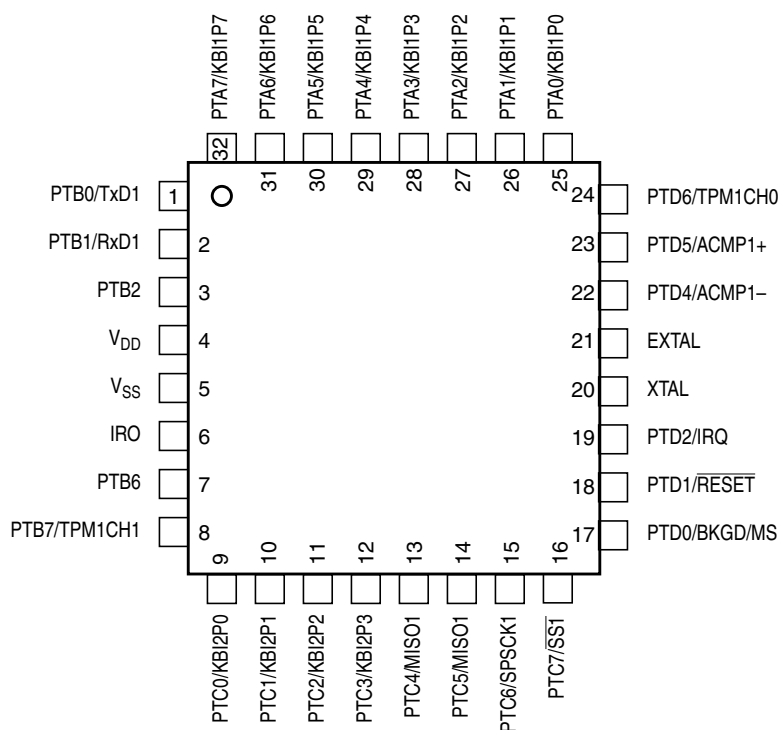 PTA7/KBI1P7
PTA6/KBI1P6
PTA5/KBI1P5
PTA4/KBI1P4
PTA3/KBI1P3
PTA2/KBI1P2
PTA1/KBI1P1
PTA0/KBI1P0
32
31
30
29
28
27
26
25
PTB0/TxD1
1
PTB1/RxD1
2
PTB2
3
VDD
4
VSS
5
IRO
6
PTB6
7
PTB7/TPM1CH1
8
24
PTD6/TPM1CH0
23
PTD5/ACMP1+
22
PTD4/ACMP1–
21
EXTAL
20
XTAL
19
PTD2/IRQ
18
PTD1/RESET
17
PTD0/BKGD/MS
9
10
11
12
13
14
15
16
PTC0/KBI2P0
PTC1/KBI2P1
PTC2/KBI2P2
PTC3/KBI2P3
PTC4/MISO1
PTC5/MISO1
PTC6/SPSCK1
PTC7/SS1